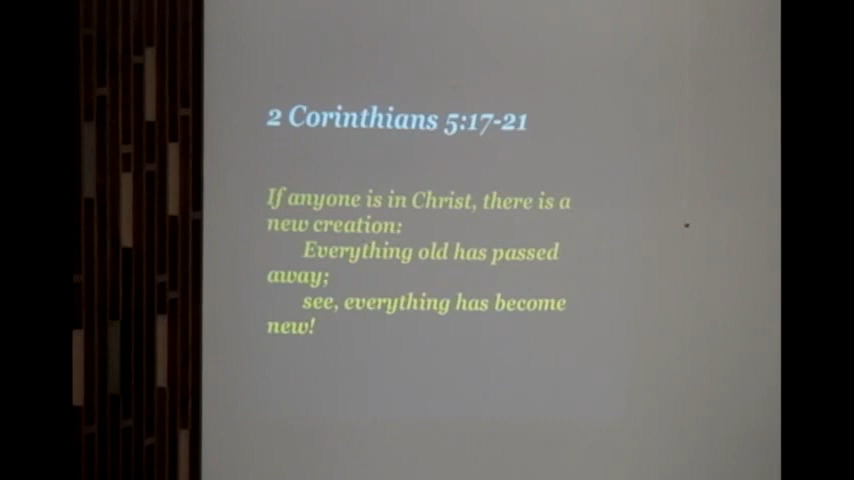 2 Corinthians 5:17-21
If anyone is in Christ, there is a
new creation:
Everything old has passed
away;
see, everything has become
new!